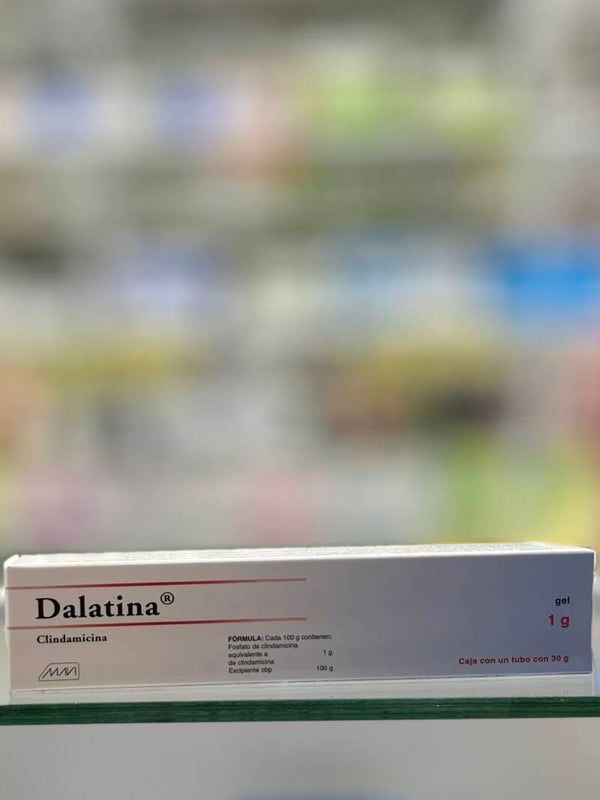 Dalatina®
Clindamicina
MAVI
FÓRMULA: Cada 100 g contienen:
Fosfato de clindamicina
equivalente a 1 g
de clindamicina
Excipiente cbp 100 g
gel
1 g
Caja con un tubo con 30 g